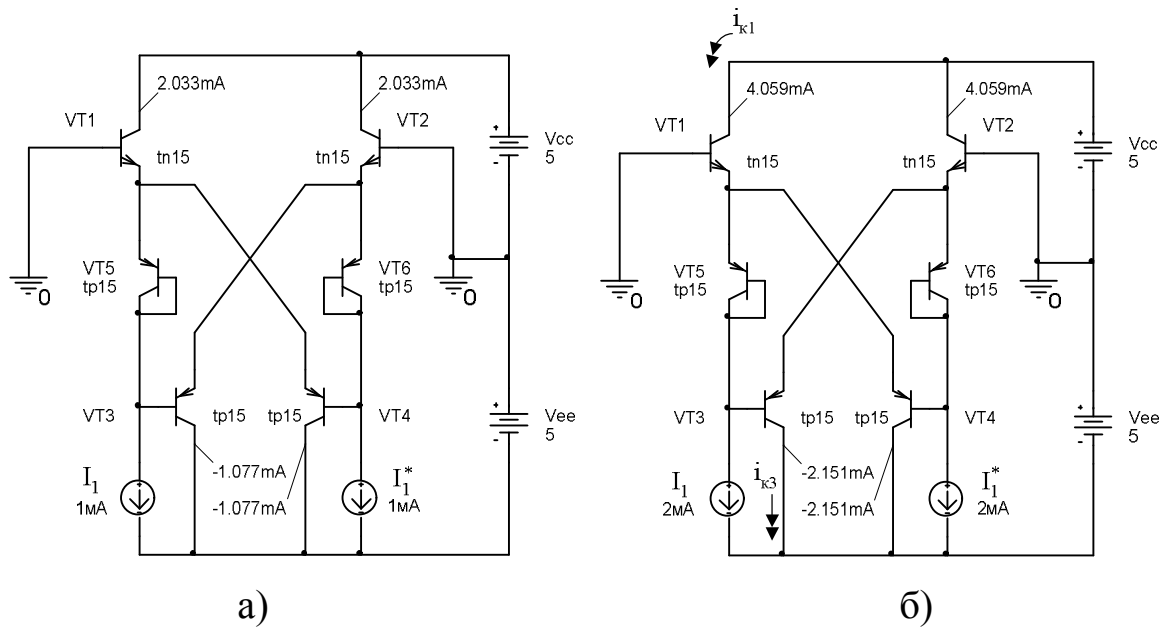 2.033mA
2.033mA
VT1
VT2
tn15
tn15
+
Vcc
5
-
0
0
VT5
tp15
VT6
tp15
VT3
tp15
tp15
VT4
+
Vee
5
-
-1.077mA
-1.077mA
I1
1мА
+
-
I1*
1мА
+
-
а)
iк1
4.059mA
4.059mA
VT1
VT2
tn15
tn15
+
Vcc
5
-
0
0
VT5
tp15
VT6
tp15
VT3
tp15
tp15
VT4
+
Vee
5
-
-2.151mA
-2.151mA
iк3
I1
2мА
+
-
I1*
2мА
+
-
б)